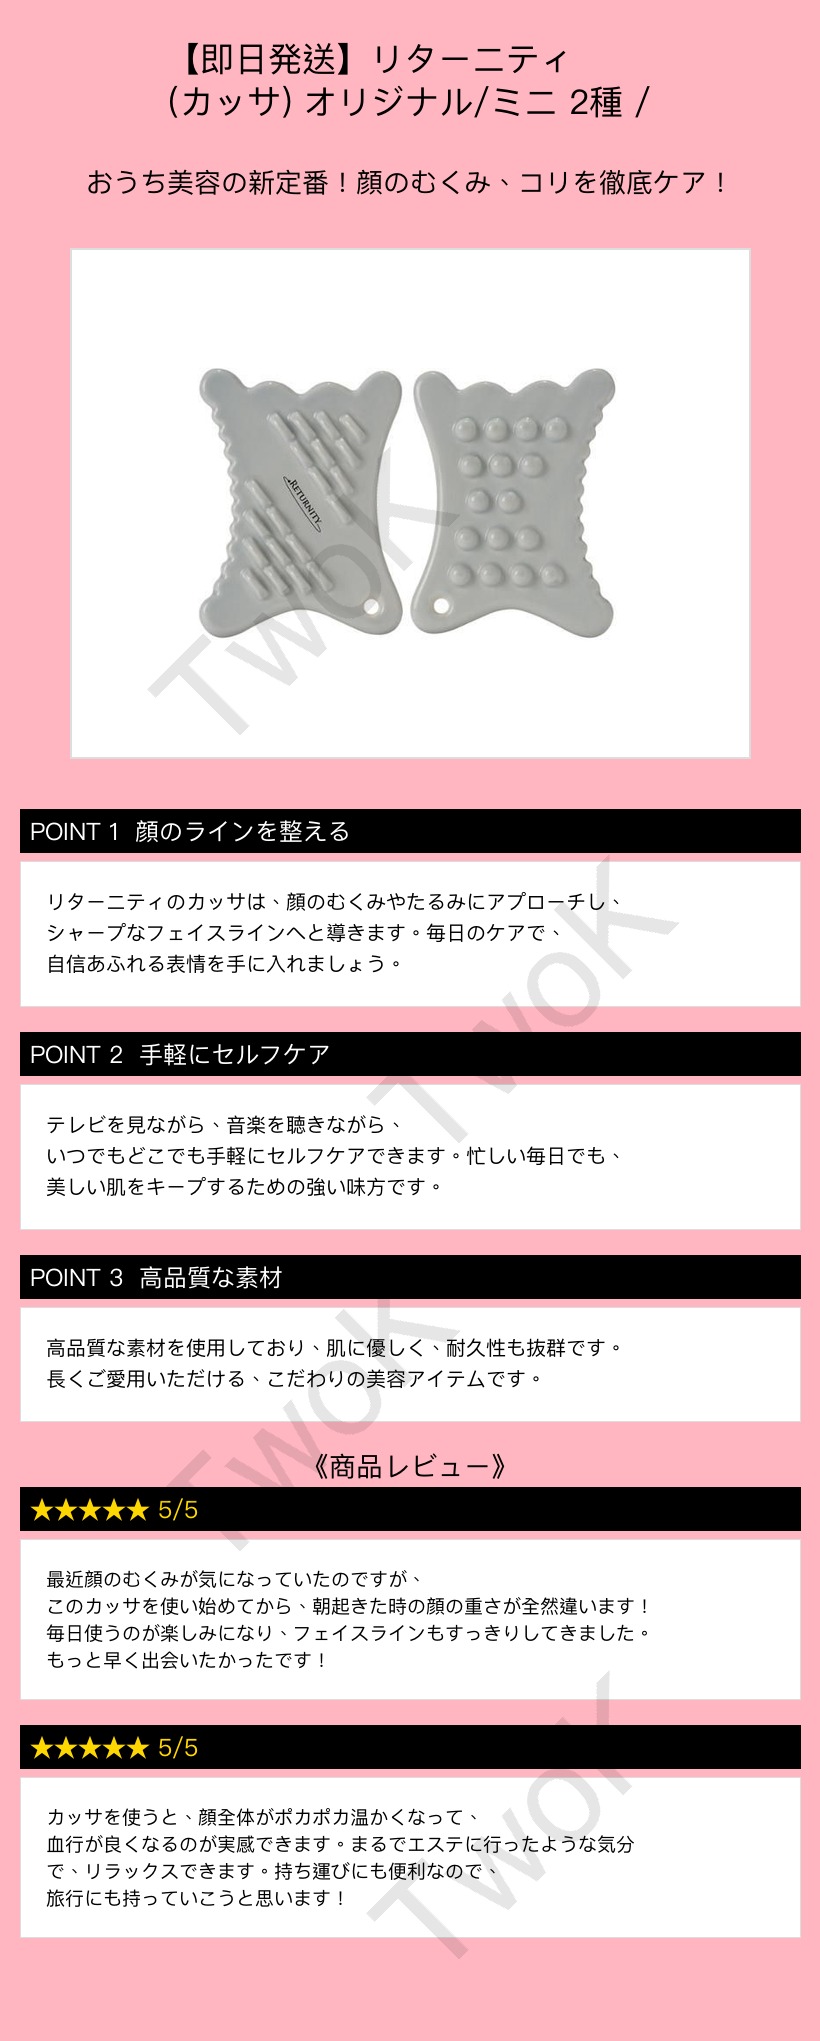 【即日発送】リターニティ
(カッサ) オリジナル/ミニ 2種 /
おうち美容の新定番！顔のむくみ、コリを徹底ケア！
RETURNITY
TwoK
POINT 1 顔のラインを整える
リターニティのカッサは、顔のむくみやたるみにアプローチし、
シャープなフェイスラインへと導きます。毎日のケアで、
自信あふれる表情を手に入れましょう。
TwoK
POINT 2 手軽にセルフケア
テレビを見ながら、音楽を聴きながら、
いつでもどこでも手軽にセルフケアできます。忙しい毎日でも、
美しい肌をキープするための強い味方です。
POINT 3 高品質な素材
高品質な素材を使用しており、肌に優しく、耐久性も抜群です。
長くご愛用いただける、こだわりの美容アイテムです。
TwoK
《商品レビュー》
★★★★★ 5/5
最近顔のむくみが気になっていたのですが、
このカッサを使い始めてから、朝起きた時の顔の重さが全然違います！
毎日使うのが楽しみになり、フェイスラインもすっきりしてきました。
もっと早く出会いたかったです！
★★★★★ 5/5
カッサを使うと、顔全体がポカポカ温かくなって、
血行が良くなるのが実感できます。まるでエステに行ったような気分
で、リラックスできます。持ち運びにも便利なので、
旅行にも持っていこうと思います！
TwoK